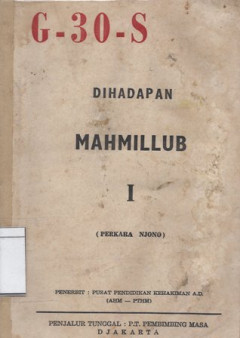 G-30-S
DIHADAPAN
MAHMILLUB
I
( PERKARA NJONO )
PENERBIT : PUSAT PENDIDIKAN KEHAKIMAN A.D.
(AHM — PTHM)
PENJALUR TUNGGAL : P.T. PEMBIMBING MASA
DJAKARTA